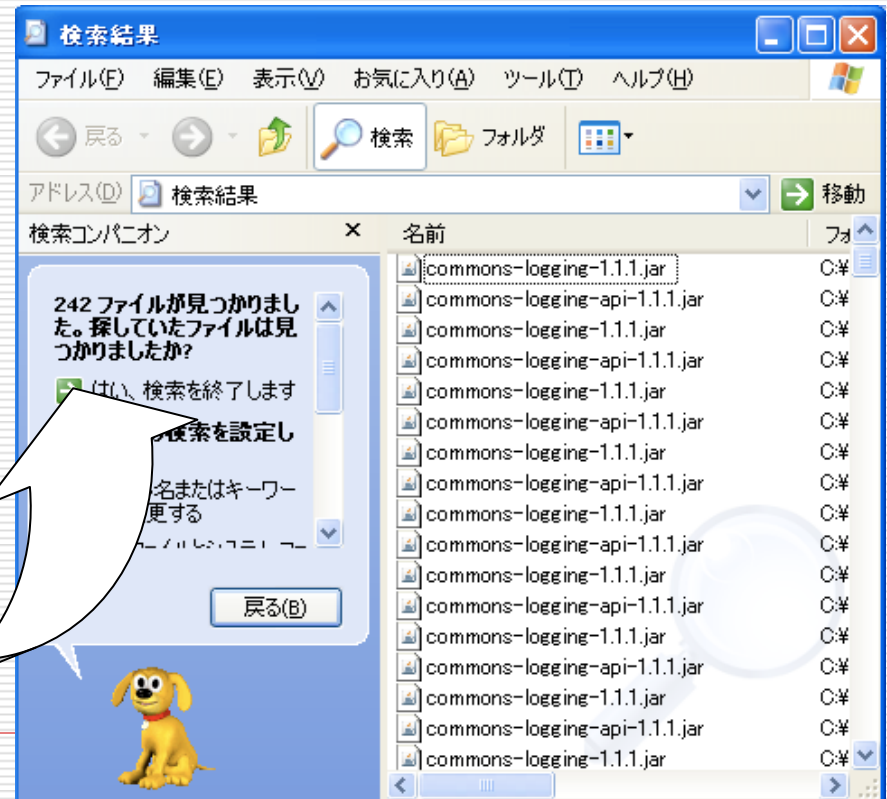 検索結果
ファイル(F) 編集(E) 表示(V) お気に入り(A) ツール(T) ヘルプ(H)
戻る 検索 フォルダ
アドレス(D) 検索結果 移動
検索コンパニオン × 名前 フォ
242 ファイルが見つかりまし
た。探していたファイルは見
つかりましたか?
はい、検索を終了します
検索を設定し
名またはキーワー
更する
戻る(B)
commons-logging-1.1.1.jar C:¥
commons-logging-api-1.1.1.jar C:¥
commons-logging-1.1.1.jar C:¥
commons-logging-api-1.1.1.jar C:¥
commons-logging-1.1.1.jar C:¥
commons-logging-api-1.1.1.jar C:¥
commons-logging-1.1.1.jar C:¥
commons-logging-api-1.1.1.jar C:¥
commons-logging-1.1.1.jar C:¥
commons-logging-api-1.1.1.jar C:¥
commons-logging-1.1.1.jar C:¥
commons-logging-api-1.1.1.jar C:¥
commons-logging-1.1.1.jar C:¥
commons-logging-api-1.1.1.jar C:¥
commons-logging-1.1.1.jar C:¥
commons-logging-api-1.1.1.jar C:¥
commons-logging-1.1.1.jar C:¥